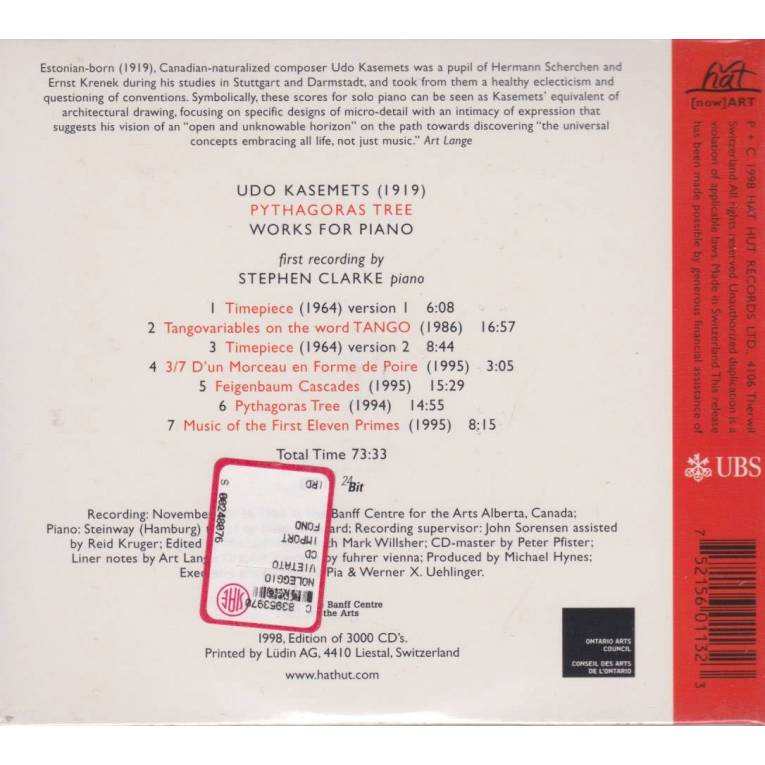 Estonian-born (1919), Canadian-naturalized composer Udo Kasemets was a pupil of Hermann Scherchen and
Ernst Krenek during his studies in Stuttgart and Darmstadt, and took from them a healthy eclecticism and
questioning of conventions. Symbolically, these scores for solo piano can be seen as Kasemets' equivalent of
architectural drawing, focusing on specific designs of micro-detail with an intimacy of expression that
suggests his vision of an "open and unknowable horizon" on the path towards discovering "the universal
concepts embracing all life, not just music." Art Lange
UDO KASEMETS (1919)
PYTHAGORAS TREE
WORKS FOR PIANO
first recording by
STEPHEN CLARKE piano
1 Timepiece (1964) version 1 6:08
2 Tangovariables on the word TANGO (1986) 16:57
3 Timepiece (1964) version 2 8:44
4 3/7 D'un Morceau en Forme de Poire (1995) 3:05
5 Feigenbaum Cascades (1995) 15:29
6 Pythagoras Tree (1994) 14:55
7 Music of the First Eleven Primes (1995) 8:15
Total Time 73:33
24 Bit
Recording: November Banff Centre for the Arts Alberta, Canada;
Piano: Steinway (Hamburg) ard; Recording supervisor: John Sorensen assisted
by Reid Kruger; Edited h Mark Willsher; CD-master by Peter Pfister;
Liner notes by Art Lange by fuhrer vienna; Produced by Michael Hynes;
Exe Pia & Werner X. Uehlinger.
Banff Centre
the Arts
1998, Edition of 3000 CD's.
Printed by Lüdin AG, 4410 Liestal, Switzerland
www.hathut.com
IRD
S 00248076
FONO
IMPORT
CD
VIETATO
NOLEGGIO
C 83953970
SIAE
ONTARIO ARTS
COUNCIL
CONSEIL DES ARTS
DE L'ONTARIO
hat
[now]ART
P + C 1998 HAT HUT RECORDS LTD., 4106 Therwil
Switzerland All rights reserved. Unauthorized duplication is a
violation of applicable laws. Made in Switzerland. This release
has been made possible by generous financial assistance of
UBS
7 52156 01132 3